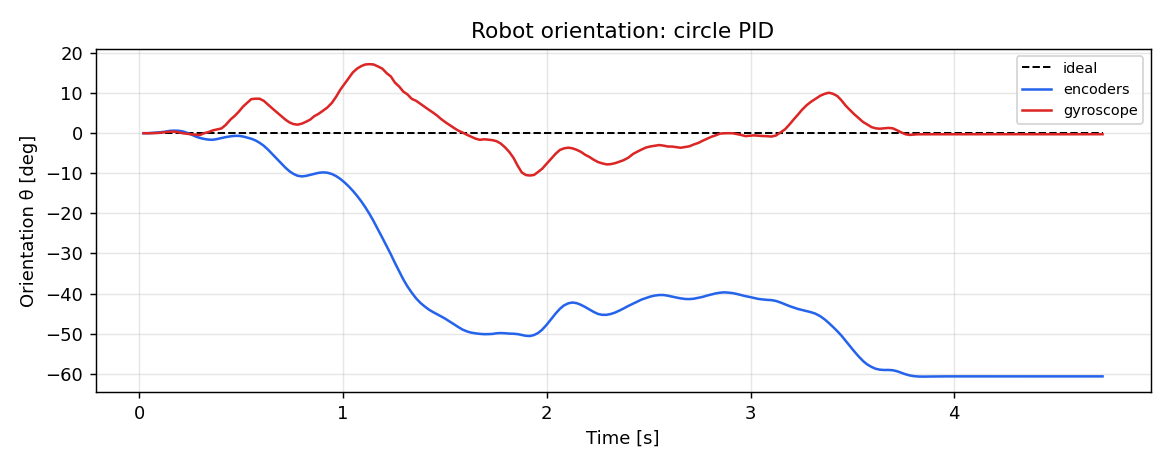 Robot orientation: circle PID
20
10
0
−10
−20
−30
−40
−50
−60
Orientation θ [deg]
ideal
encoders
gyroscope
0 1 2 3 4
Time [s]